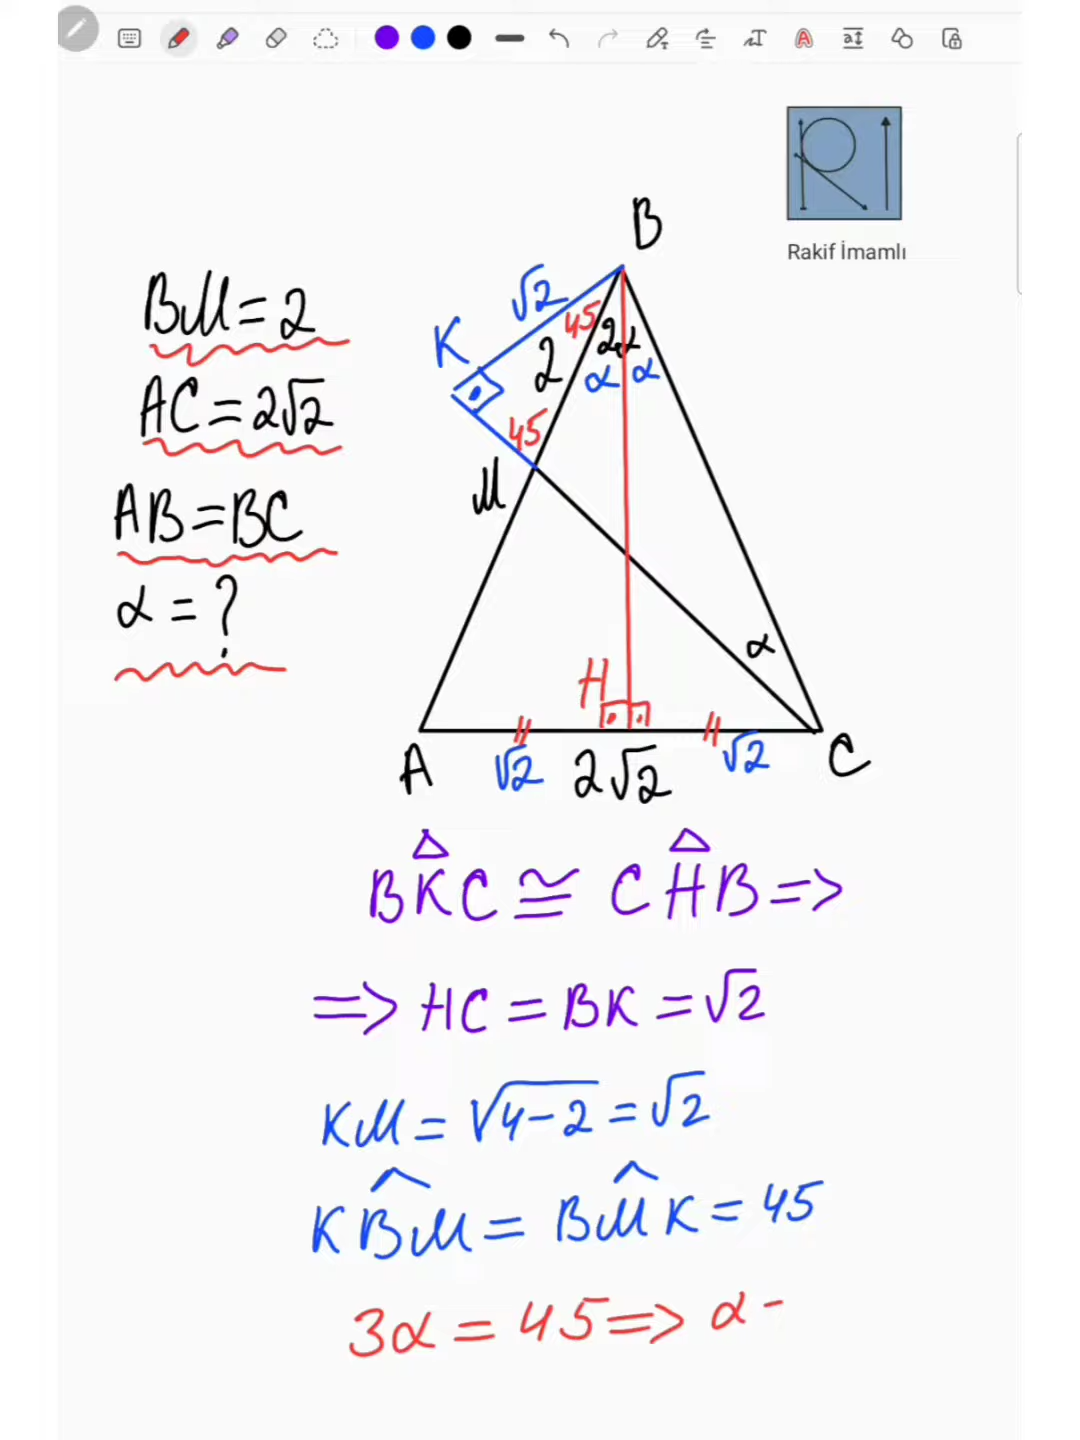 Rakif İmamlı
B
BM=2
AC=2√2
AB=BC
α=?
√2
K
45
2
2α
α
α
45
M
α
H
A
√2
2√2
√2
C
BKC≅CHB=>
=>HC=BK=√2
KM=√4-2=√2
KBM=BMK=45
3α=45=>α-